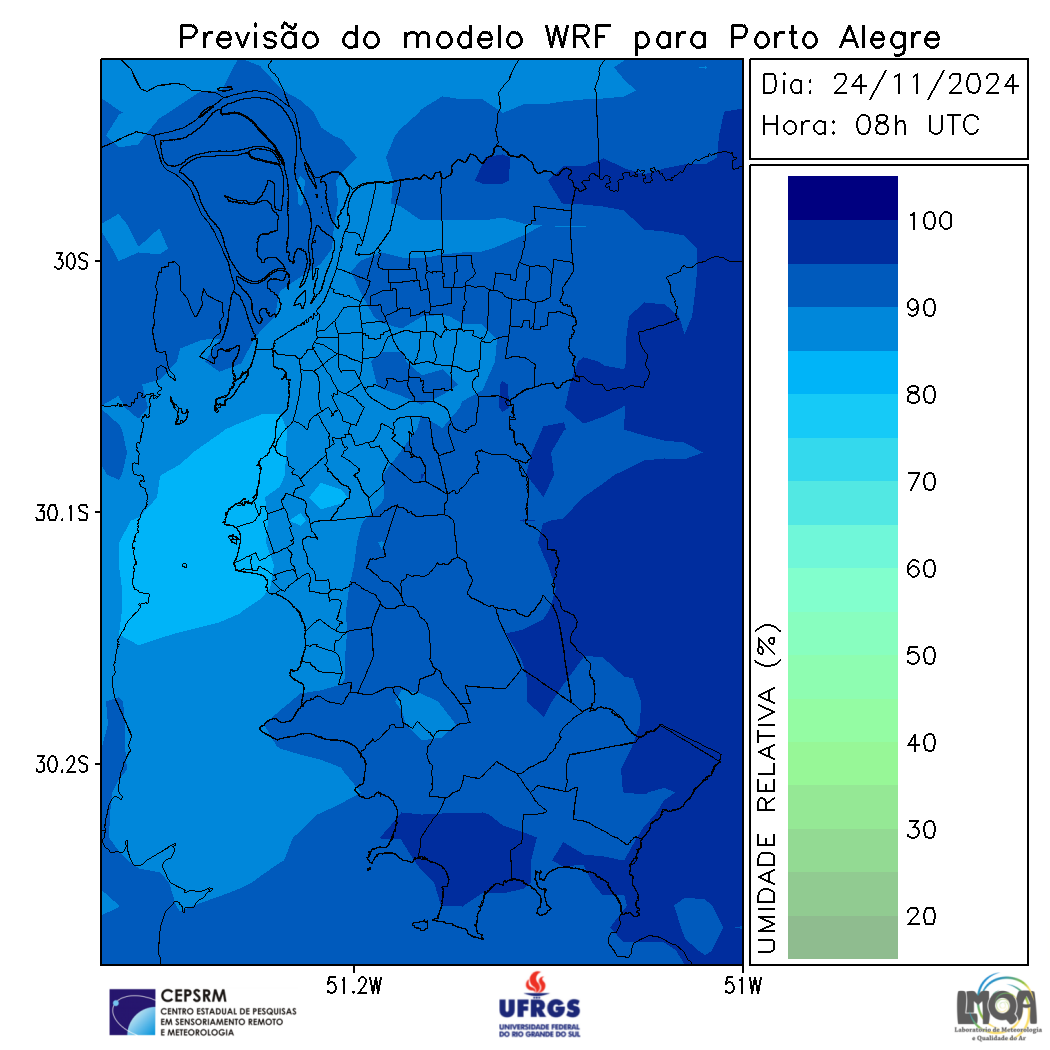 Previsão do modelo WRF para Porto Alegre
Dia: 24/11/2024
Hora: 08h UTC
30S
30.1S
30.2S
51.2W
51W
100
90
80
70
60
50
40
30
20
UMIDADE RELATIVA (%)
CEPSRM
CENTRO ESTADUAL DE PESQUISAS
EM SENSORIAMENTO REMOTO
E METEOROLOGIA
UFRGS
UNIVERSIDADE FEDERAL
DO RIO GRANDE DO SUL
LMQA
Laboratório de Meteorologia
e Qualidade do Ar